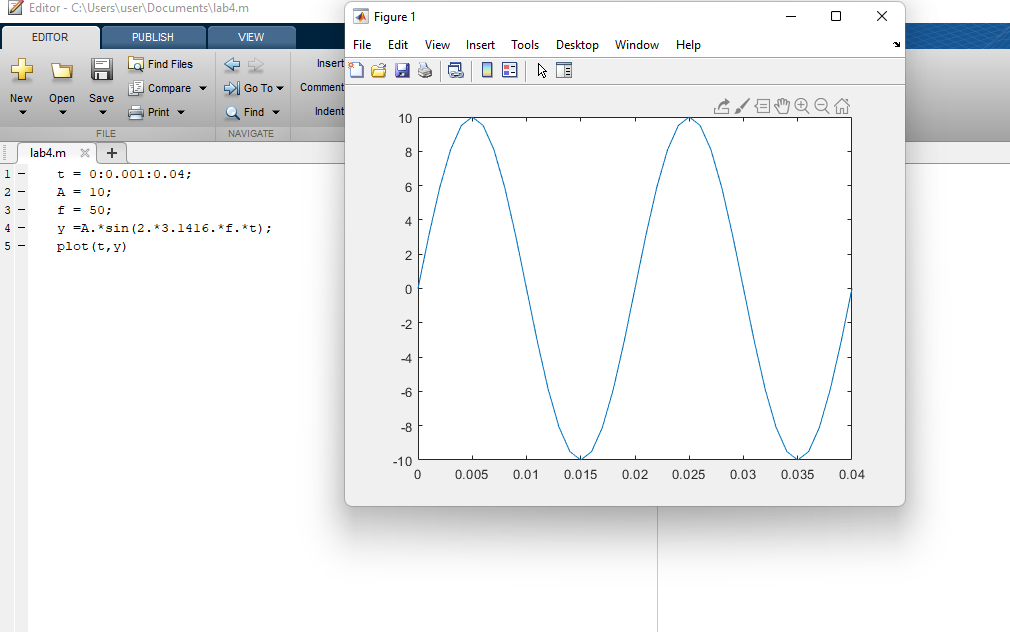 Editor - C:\Users\user\Documents\lab4.m
EDITOR PUBLISH VIEW
New Open Save
Find Files
Compare
Print
Go To
Find
Insert
Comment
Indent
FILE NAVIGATE
lab4.m
1 t = 0:0.001:0.04;
2 A = 10;
3 f = 50;
4 y =A.*sin(2.*3.1416.*f.*t);
5 plot(t,y)
Figure 1
File Edit View Insert Tools Desktop Window Help
10
8
6
4
2
0
-2
-4
-6
-8
-10
0 0.005 0.01 0.015 0.02 0.025 0.03 0.035 0.04